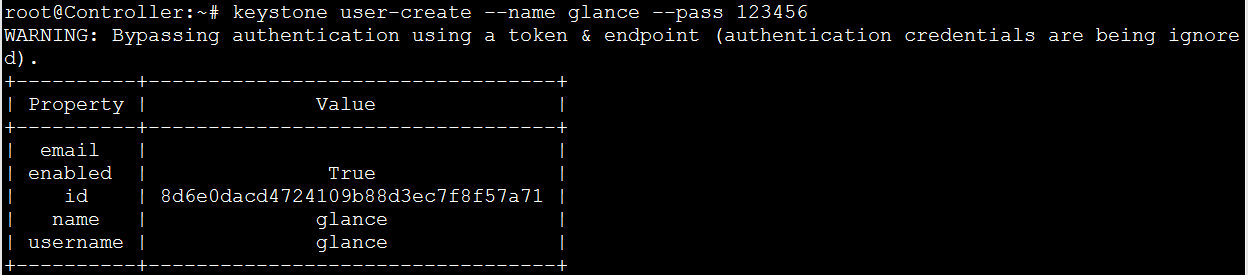 root@Controller:~# keystone user-create --name glance --pass 123456
WARNING: Bypassing authentication using a token & endpoint (authentication credentials are being ignore
d).
+----------+----------------------------------+
| Property |              Value               |
+----------+----------------------------------+
|  email   |                                  |
| enabled  |               True               |
|    id    | 8d6e0dacd4724109b88d3ec7f8f57a71 |
|   name   |              glance              |
| username |              glance              |
+----------+----------------------------------+